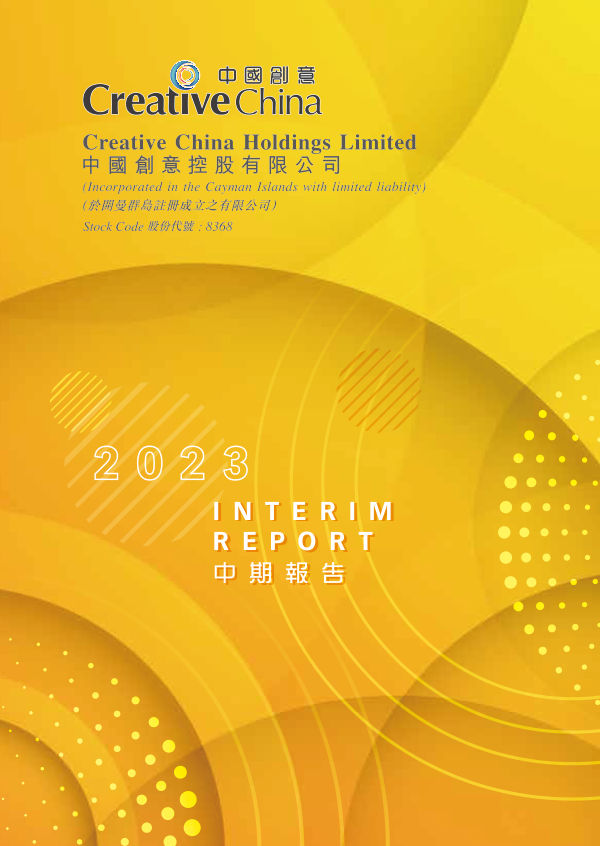 中國創意
Creative China
Creative China Holdings Limited
中國創意控股有限公司
(Incorporated in the Cayman Islands with limited liability)
(於開曼群島註冊成立之有限公司)
Stock Code 股份代號 : 8368
2023
INTERIM
REPORT
中期報告